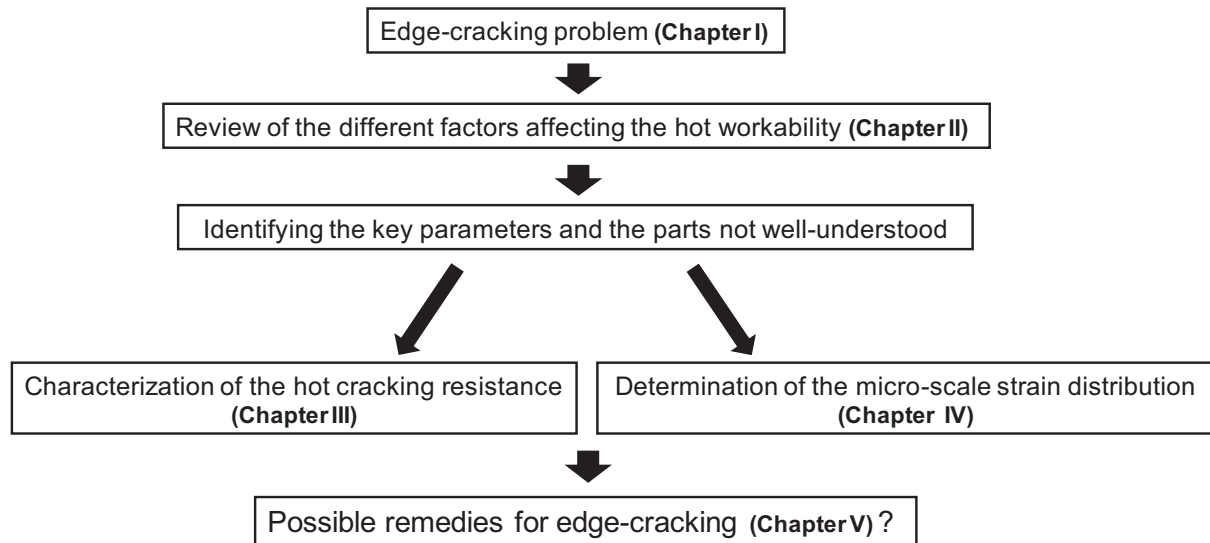 Edge-cracking problem (Chapter I)
Review of the different factors affecting the hot workability (Chapter II)
Identifying the key parameters and the parts not well-understood
Characterization of the hot cracking resistance
(Chapter III)
Determination of the micro-scale strain distribution
(Chapter IV)
Possible remedies for edge-cracking (Chapter V) ?